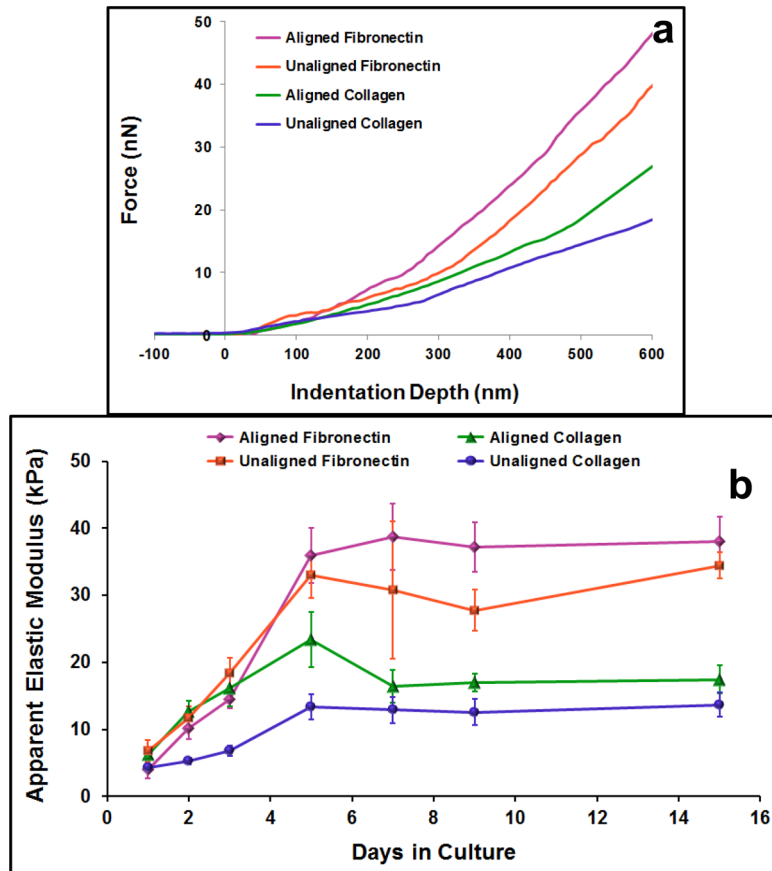 a
Aligned Fibronectin
Unaligned Fibronectin
Aligned Collagen
Unaligned Collagen
Force (nN)
50
40
30
20
10
0
-100 0 100 200 300 400 500 600
Indentation Depth (nm)
b
Aligned Fibronectin Aligned Collagen
Unaligned Fibronectin Unaligned Collagen
Apparent Elastic Modulus (kPa)
50
40
30
20
10
0
0 2 4 6 8 10 12 14 16
Days in Culture